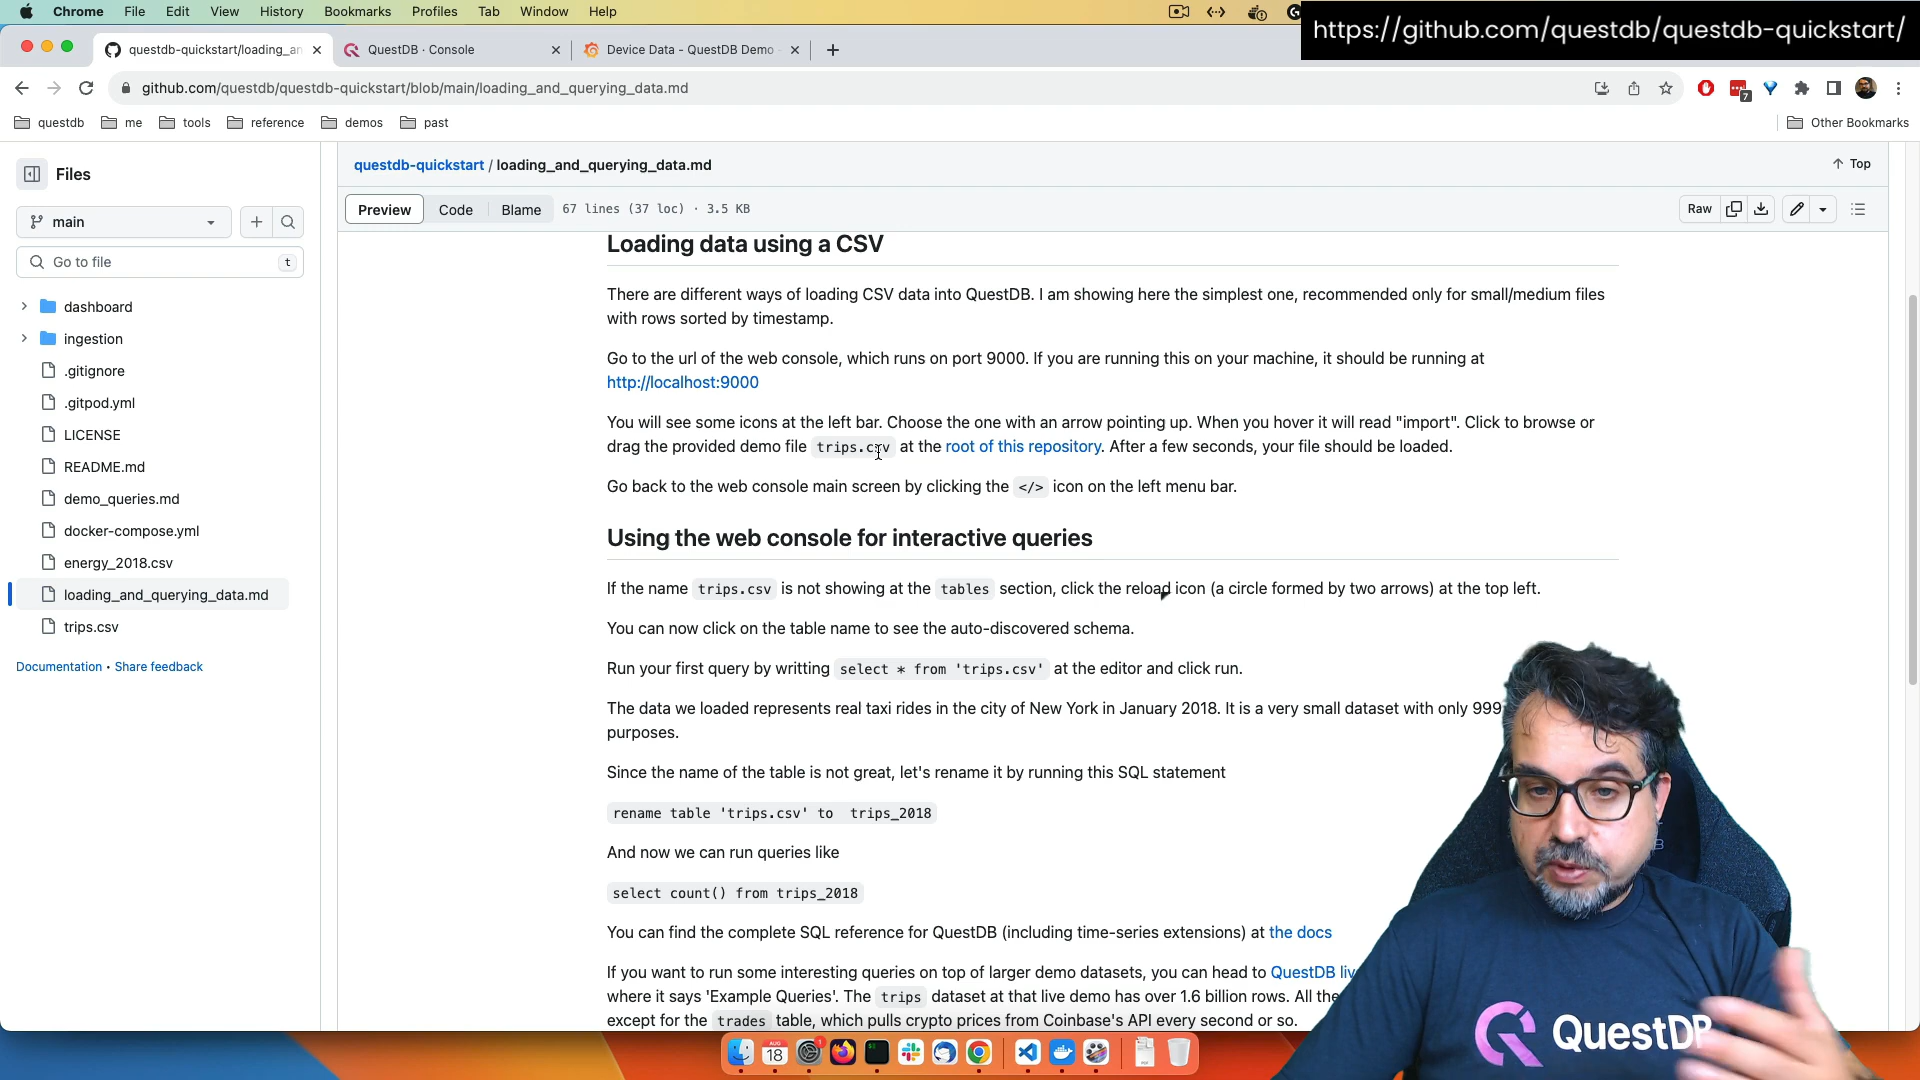 Chrome File Edit View History Bookmarks Profiles Tab Window Help
https://github.com/questdb/questdb-quickstart/
questdb-quickstart/loading_an
QuestDB · Console
Device Data - QuestDB Demo
github.com/questdb/questdb-quickstart/blob/main/loading_and_querying_data.md
7
questdb me tools reference demos past Other Bookmarks
Files
questdb-quickstart / loading_and_querying_data.md
Top
main
Preview Code Blame 67 lines (37 loc) · 3.5 KB Raw
Go to file t
dashboard
ingestion
.gitignore
.gitpod.yml
LICENSE
README.md
demo_queries.md
docker-compose.yml
energy_2018.csv
loading_and_querying_data.md
trips.csv
Documentation • Share feedback
Loading data using a CSV
There are different ways of loading CSV data into QuestDB. I am showing here the simplest one, recommended only for small/medium files
with rows sorted by timestamp.
Go to the url of the web console, which runs on port 9000. If you are running this on your machine, it should be running at
http://localhost:9000
You will see some icons at the left bar. Choose the one with an arrow pointing up. When you hover it will read "import". Click to browse or
drag the provided demo file trips.csv at the root of this repository. After a few seconds, your file should be loaded.
Go back to the web console main screen by clicking the </> icon on the left menu bar.
Using the web console for interactive queries
If the name trips.csv is not showing at the tables section, click the reload icon (a circle formed by two arrows) at the top left.
You can now click on the table name to see the auto-discovered schema.
Run your first query by writting select * from 'trips.csv' at the editor and click run.
The data we loaded represents real taxi rides in the city of New York in January 2018. It is a very small dataset with only 999
purposes.
Since the name of the table is not great, let's rename it by running this SQL statement
rename table 'trips.csv' to  trips_2018
And now we can run queries like
select count() from trips_2018
You can find the complete SQL reference for QuestDB (including time-series extensions) at the docs
If you want to run some interesting queries on top of larger demo datasets, you can head to QuestDB liv
where it says 'Example Queries'. The trips dataset at that live demo has over 1.6 billion rows. All the
except for the trades table, which pulls crypto prices from Coinbase's API every second or so.
QuestDB
AUG
18
1